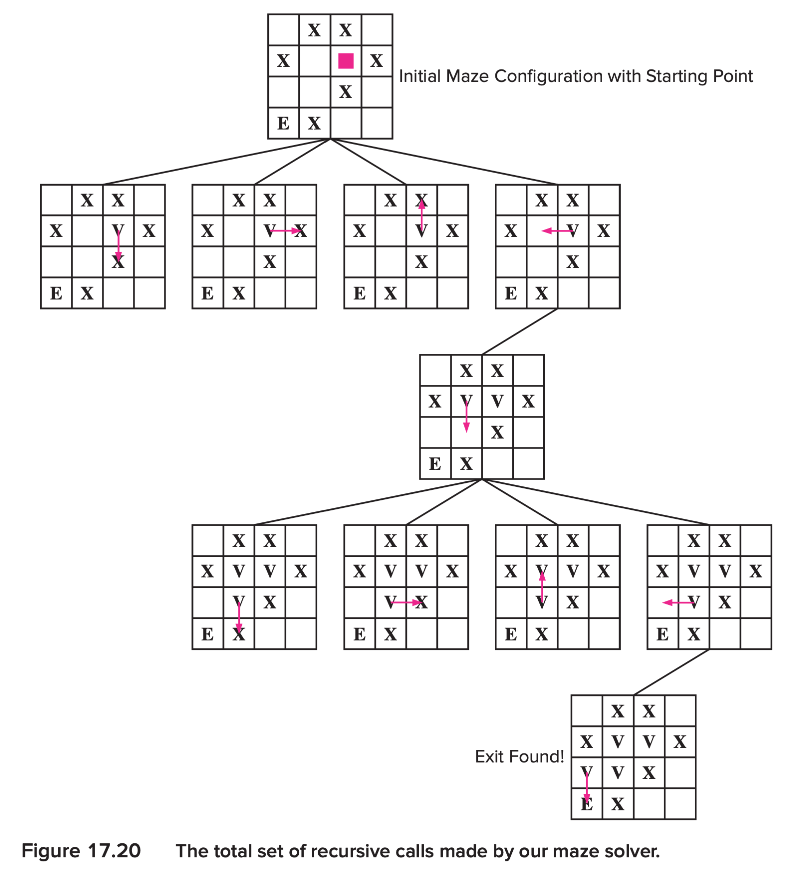 X X
X X
Initial Maze Configuration with Starting Point
X
E X
X X X X X X X X
X V X X V X X V X X V X
X X X X
E X E X E X E X
X X
X V V X
X
E X
X X X X X X X X
X V V X X V V X X V V X X V V X
V X V X V X V X
E X E X E X E X
X X
X V V X
Exit Found!
V V X
E X
Figure 17.20 The total set of recursive calls made by our maze solver.